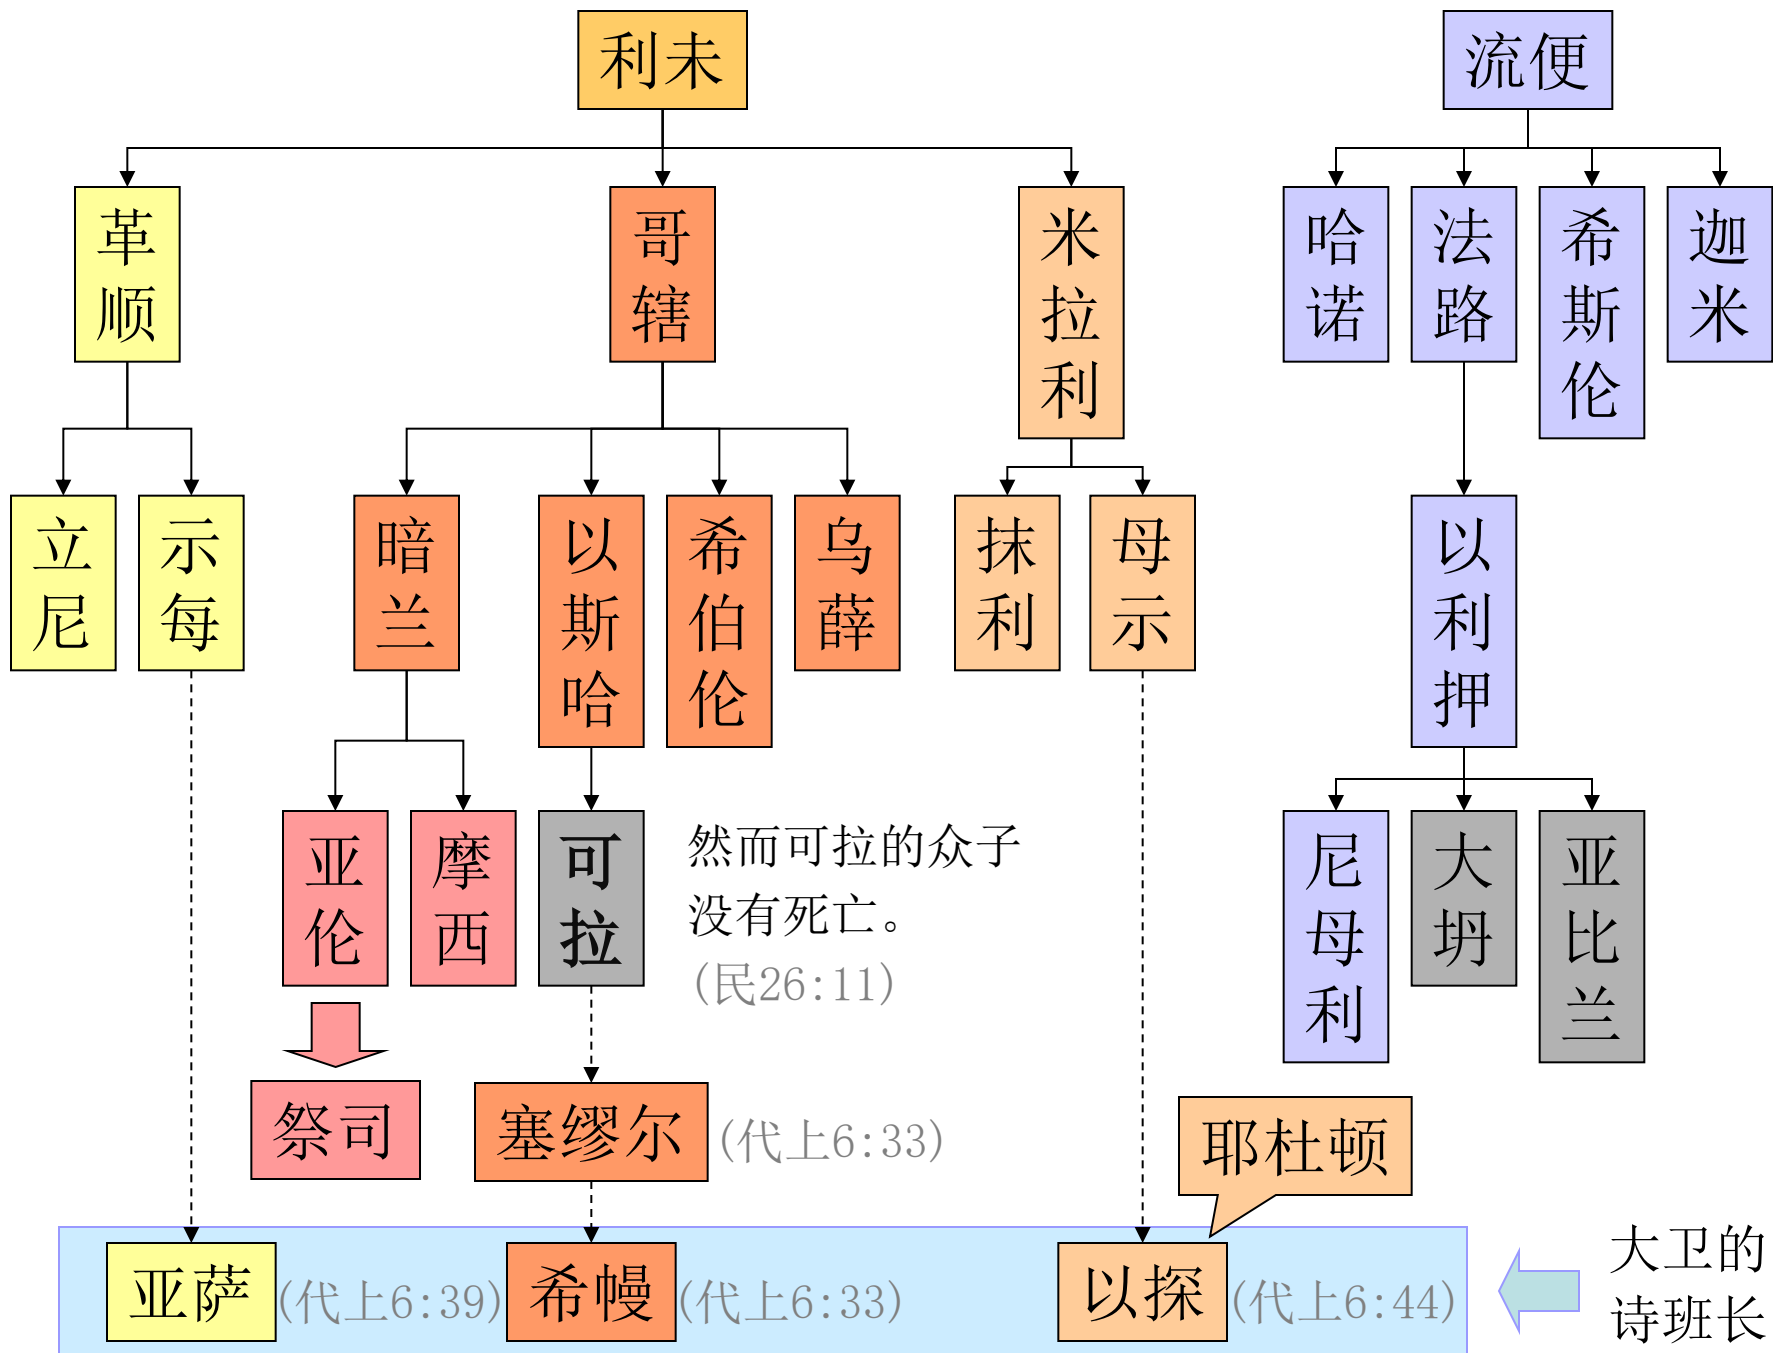 利未
流便
革顺
哥辖
米拉利
哈诺
法路
希斯伦
迦米
立尼
示每
暗兰
以斯哈
希伯伦
乌薛
抹利
母示
以利押
亚伦
摩西
可拉
然而可拉的众子
没有死亡。
(民26:11)
尼母利
大坍
亚比兰
祭司
塞缪尔
(代上6:33)
耶杜顿
亚萨
(代上6:39)
希幔
(代上6:33)
以探
(代上6:44)
大卫的
诗班长